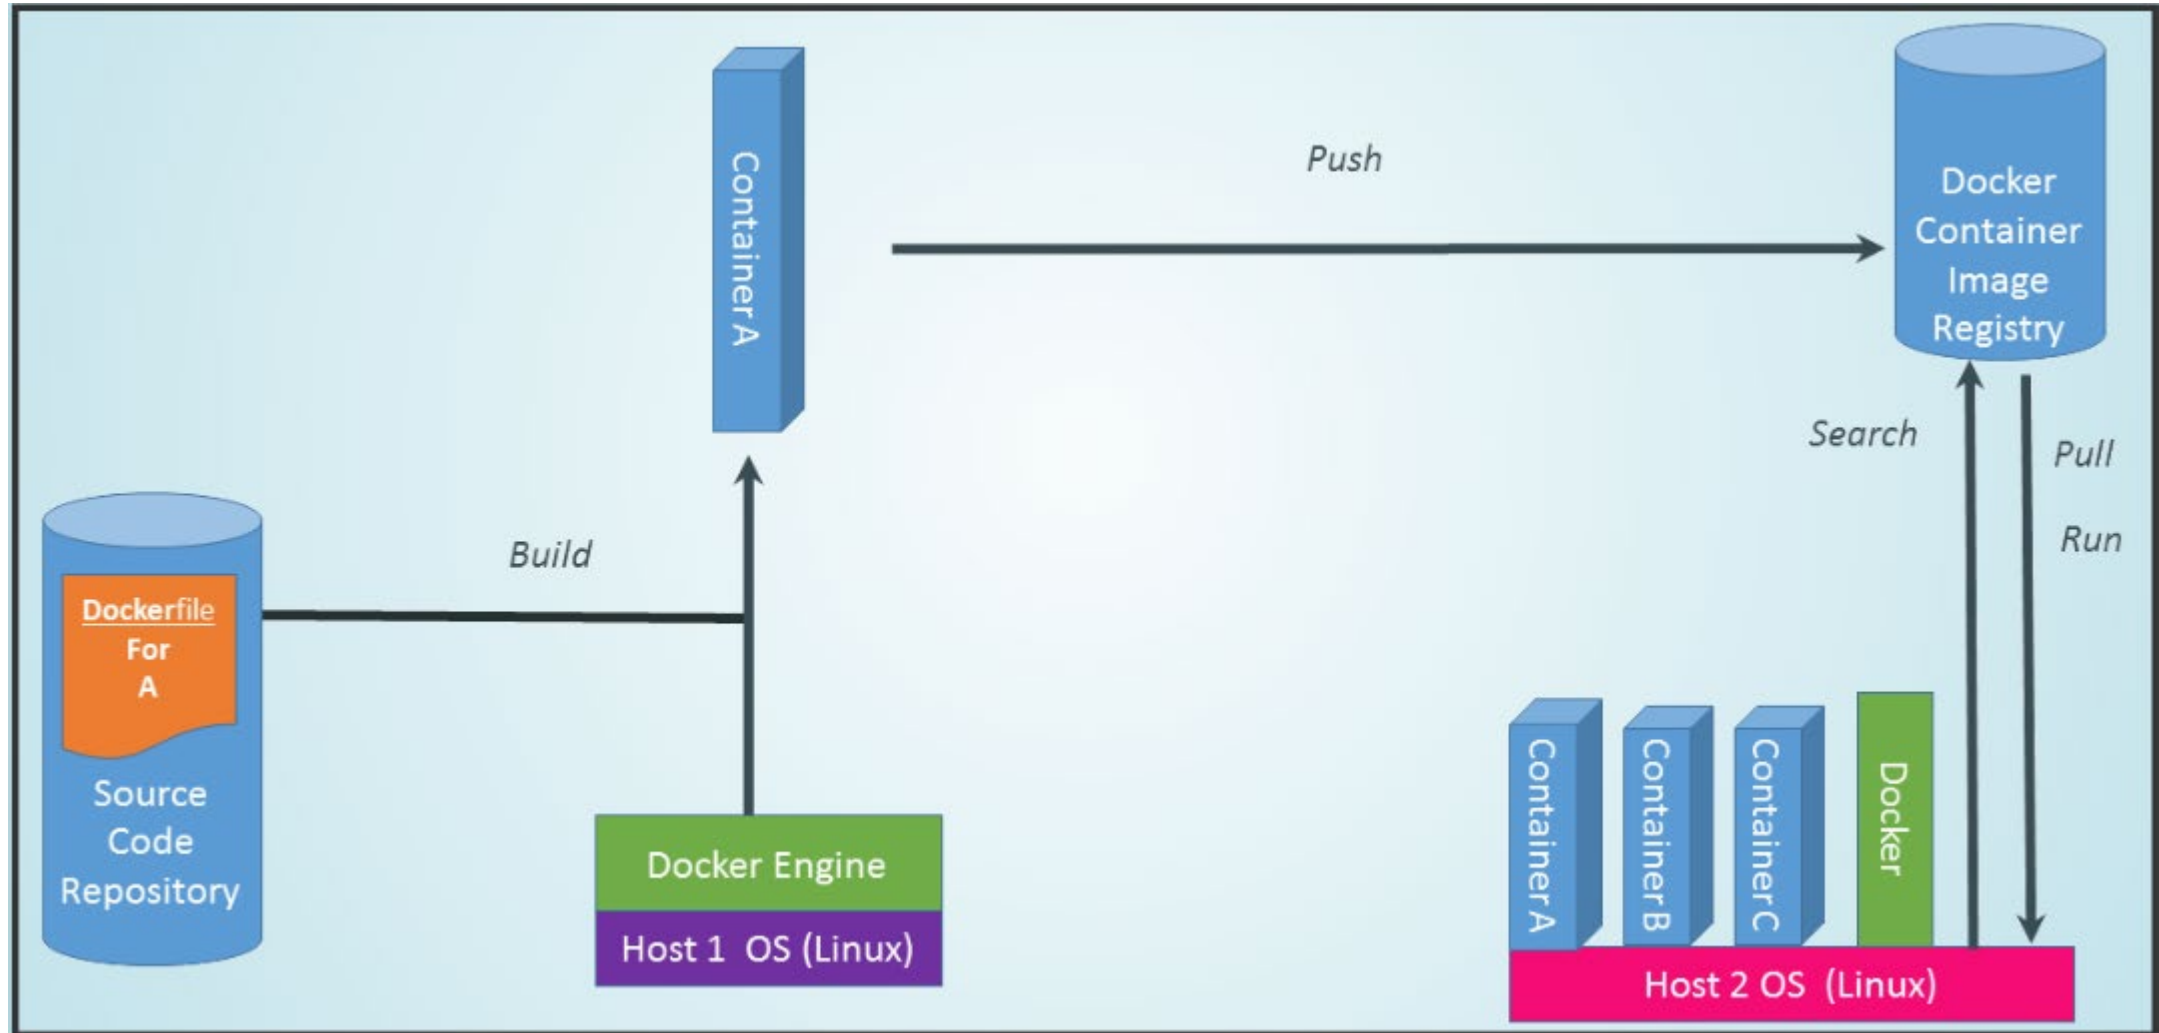 Container A
Push
Docker
Container
Image
Registry
Search
Pull
Run
Build
Dockerfile
For
A
Source
Code
Repository
Docker Engine
Host 1 OS (Linux)
Container A
Container B
Container C
Docker
Host 2 OS (Linux)